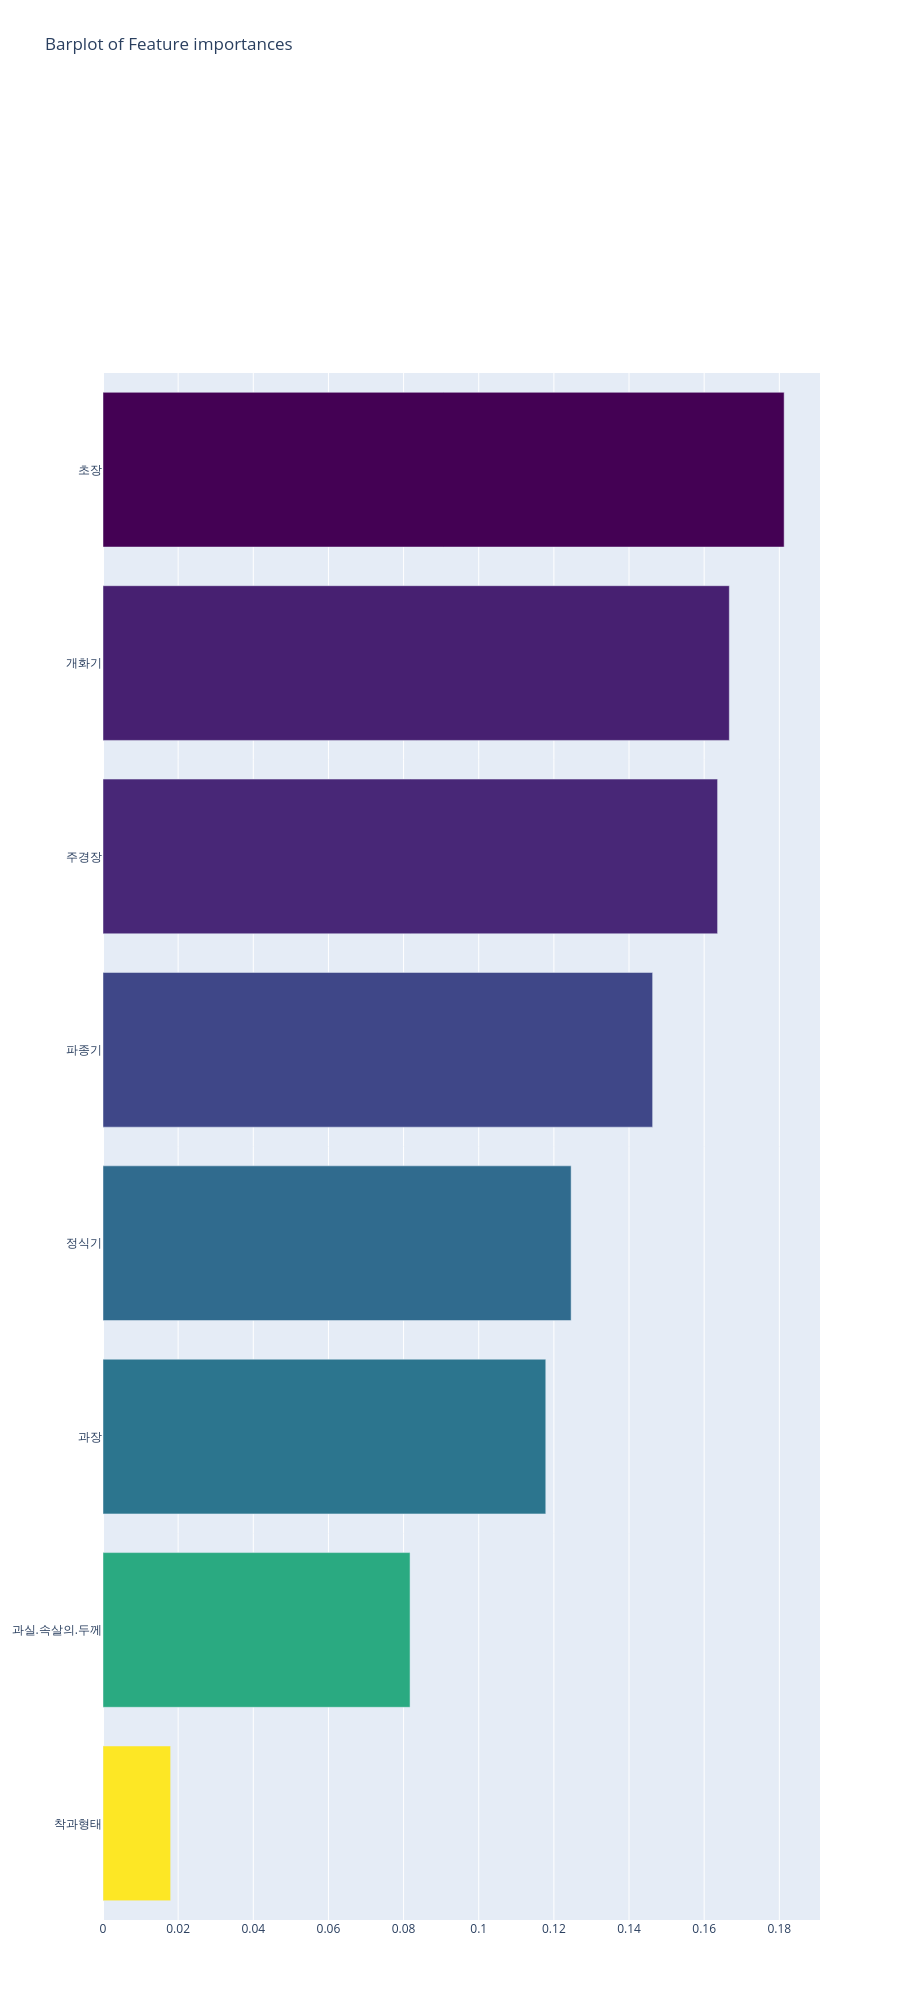 Barplot of Feature importances
초장
개화기
주경장
파종기
정식기
과장
과실.속살의.두께
착과형태
0 0.02 0.04 0.06 0.08 0.1 0.12 0.14 0.16 0.18